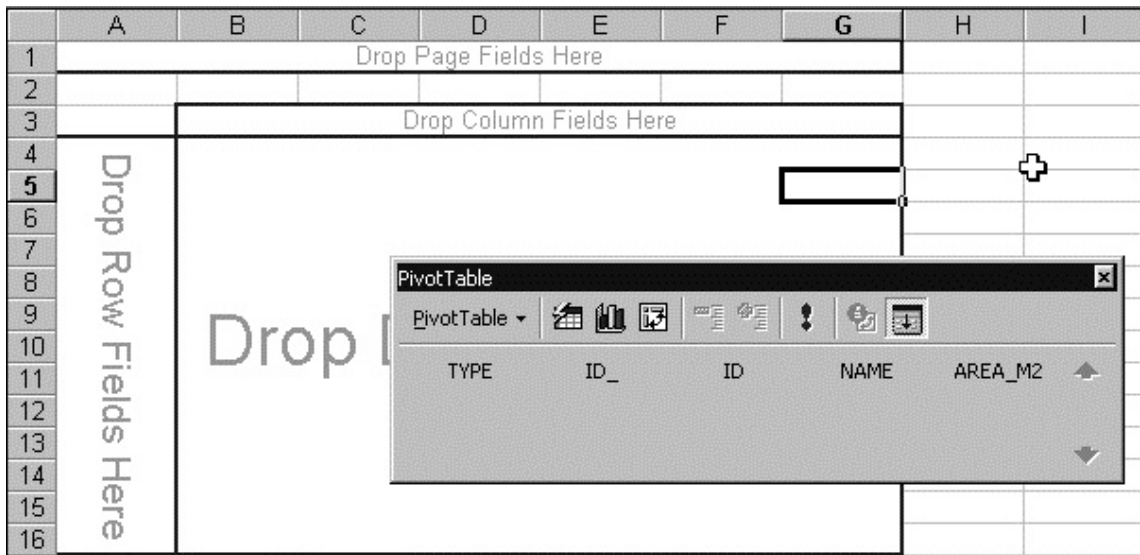 A B C D E F G H I
1 Drop Page Fields Here
2
3 Drop Column Fields Here
4
5
6
7
8
9
10
11
12
13
14
15
16
Drop Row Fields Here
Drop
PivotTable
PivotTable
TYPE ID_ ID NAME AREA_M2